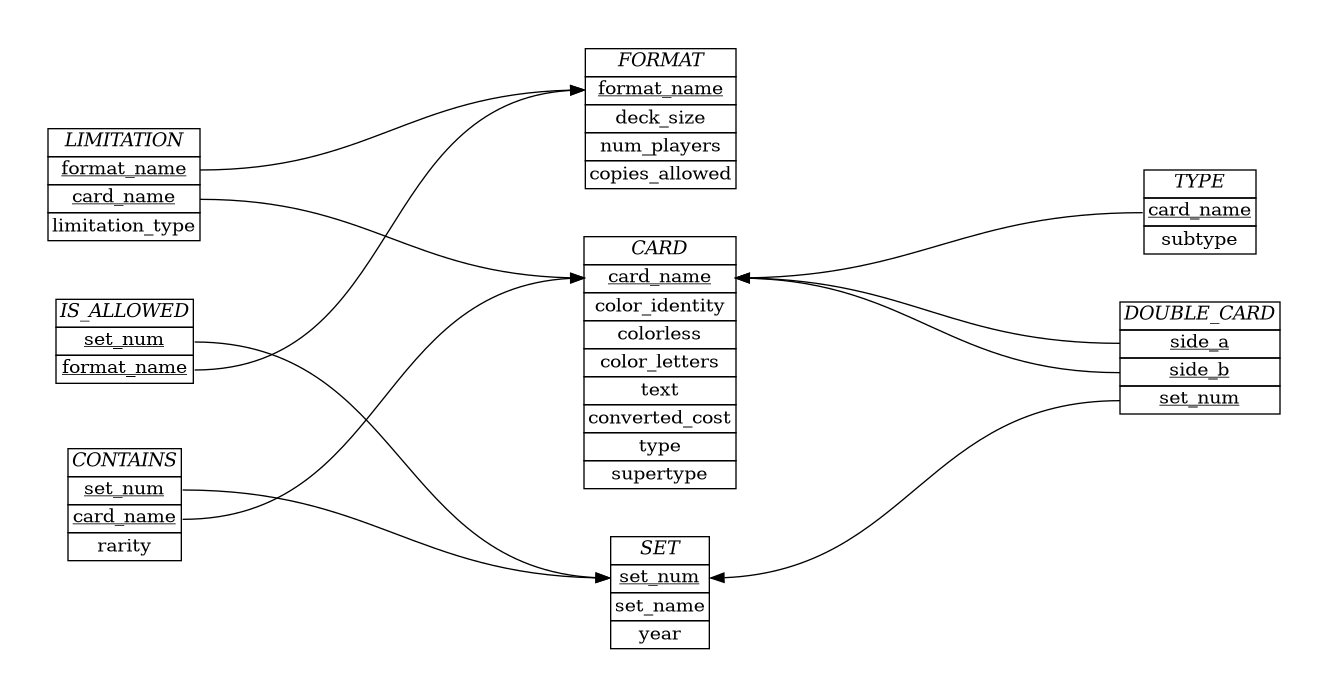 LIMITATION
format_name
card_name
limitation_type
IS_ALLOWED
set_num
format_name
CONTAINS
set_num
card_name
rarity
FORMAT
format_name
deck_size
num_players
copies_allowed
CARD
card_name
color_identity
colorless
color_letters
text
converted_cost
type
supertype
SET
set_num
set_name
year
TYPE
card_name
subtype
DOUBLE_CARD
side_a
side_b
set_num